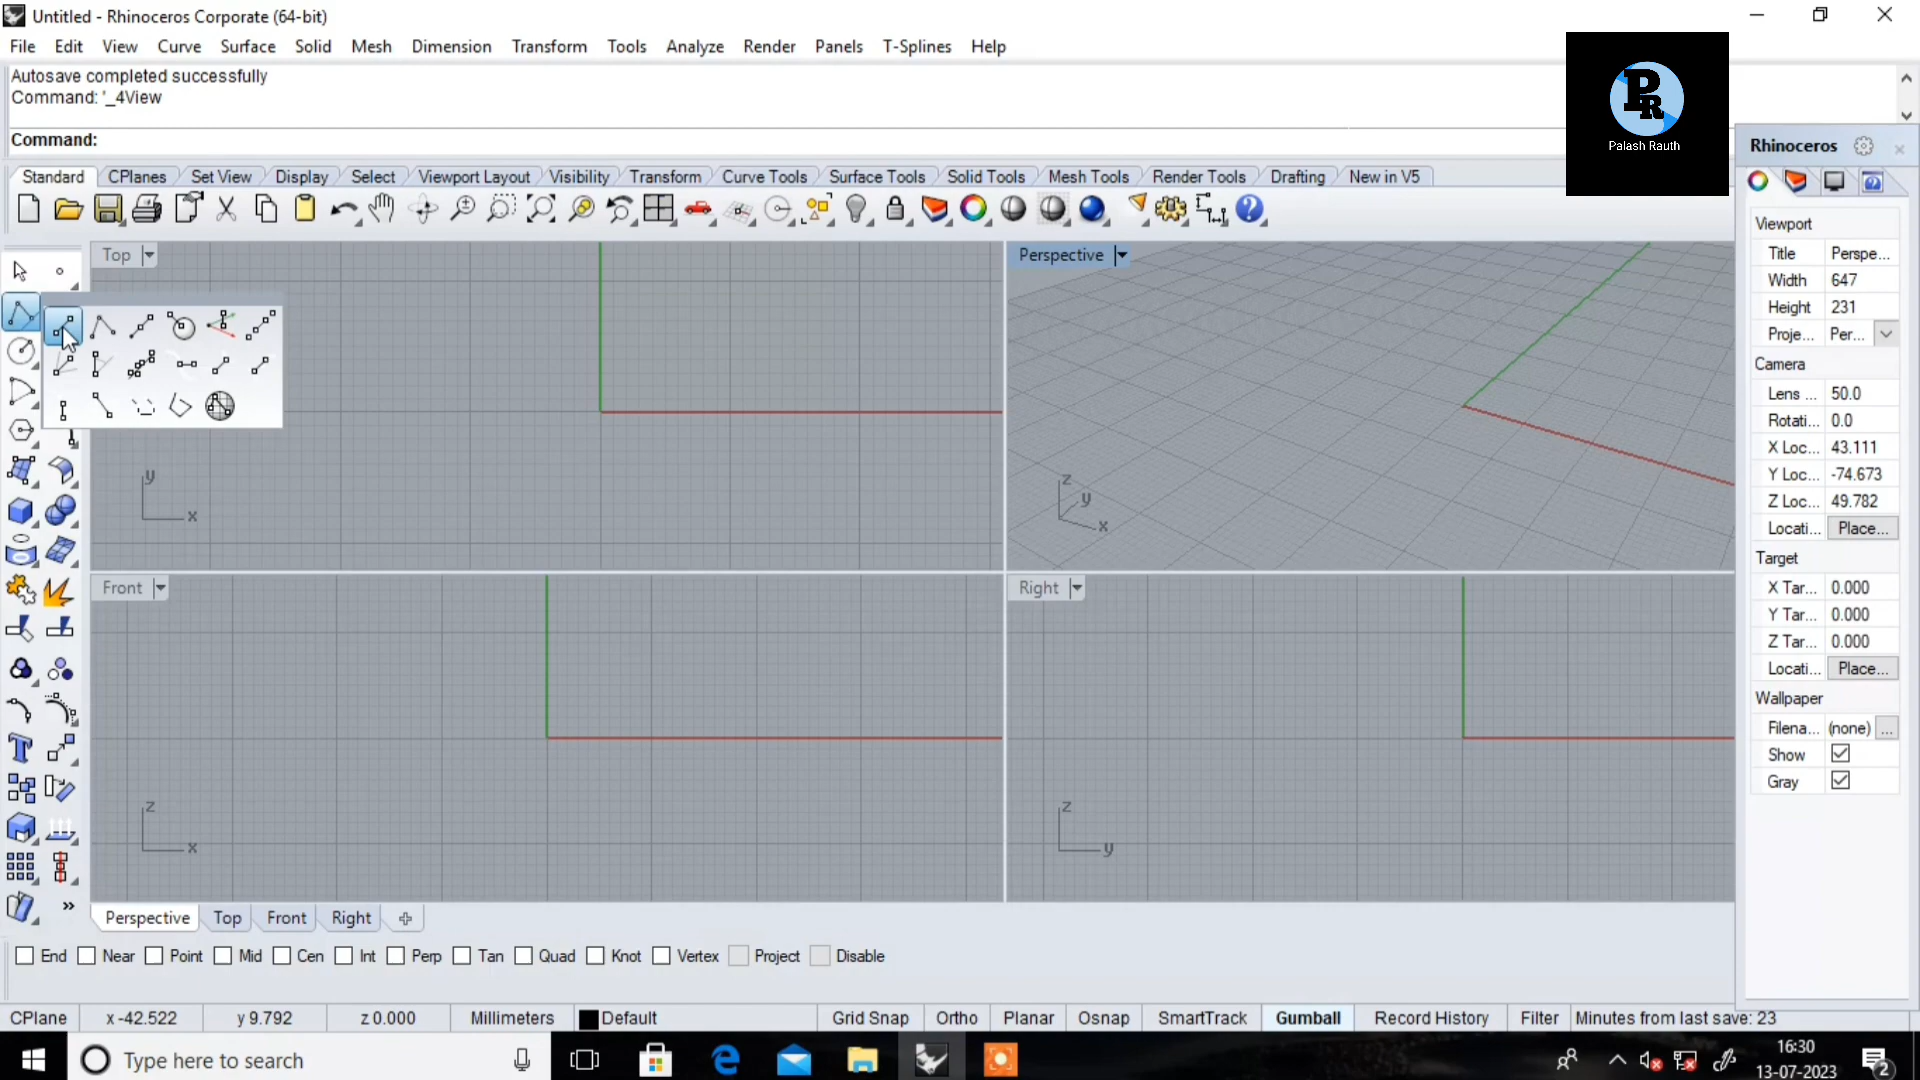 Untitled - Rhinoceros Corporate (64-bit)
File Edit View Curve Surface Solid Mesh Dimension Transform Tools Analyze Render Panels T-Splines Help
Autosave completed successfully
Command: '_4View
Command:
PR
Palash Rauth
Rhinoceros
Standard CPlanes Set View Display Select Viewport Layout Visibility Transform Curve Tools Surface Tools Solid Tools Mesh Tools Render Tools Drafting New in V5
Top
y
x
Perspective
z
y
x
Front
z
x
Right
z
y
Viewport
Title Perspe...
Width 647
Height 231
Proje... Per...
Camera
Lens ... 50.0
Rotati... 0.0
X Loc... 43.111
Y Loc... -74.673
Z Loc... 49.782
Locati... Place...
Target
X Tar... 0.000
Y Tar... 0.000
Z Tar... 0.000
Locati... Place...
Wallpaper
Filena... (none) ...
Show
Gray
Perspective Top Front Right
End Near Point Mid Cen Int Perp Tan Quad Knot Vertex Project Disable
CPlane x -42.522 y 9.792 z 0.000 Millimeters Default Grid Snap Ortho Planar Osnap SmartTrack Gumball Record History Filter Minutes from last save: 23
Type here to search
16:30
13-07-2023
2